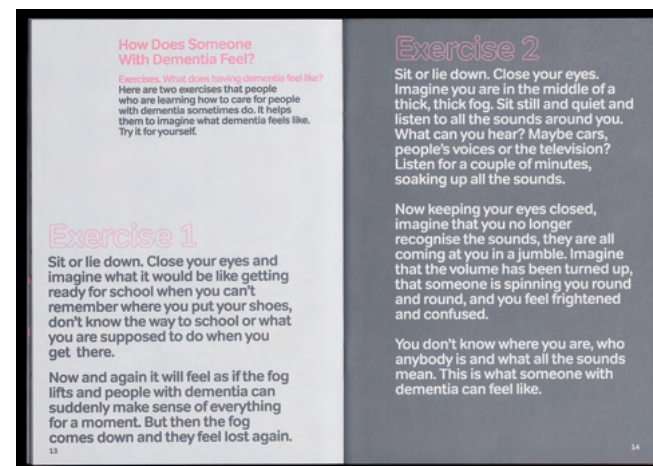 How Does Someone
With Dementia Feel?
Exercises. What does having dementia feel like?
Here are two exercises that people
who are learning how to care for people
with dementia sometimes do. It helps
them to imagine what dementia feels like.
Try it for yourself.
Exercise 1
Sit or lie down. Close your eyes and
imagine what it would be like getting
ready for school when you can't
remember where you put your shoes,
don't know the way to school or what
you are supposed to do when you
get there.
Now and again it will feel as if the fog
lifts and people with dementia can
suddenly make sense of everything
for a moment. But then the fog
comes down and they feel lost again.
13
Exercise 2
Sit or lie down. Close your eyes.
Imagine you are in the middle of a
thick, thick fog. Sit still and quiet and
listen to all the sounds around you.
What can you hear? Maybe cars,
people's voices or the television?
Listen for a couple of minutes,
soaking up all the sounds.
Now keeping your eyes closed,
imagine that you no longer
recognise the sounds, they are all
coming at you in a jumble. Imagine
that the volume has been turned up,
that someone is spinning you round
and round, and you feel frightened
and confused.
You don't know where you are, who
anybody is and what all the sounds
mean. This is what someone with
dementia can feel like.
14